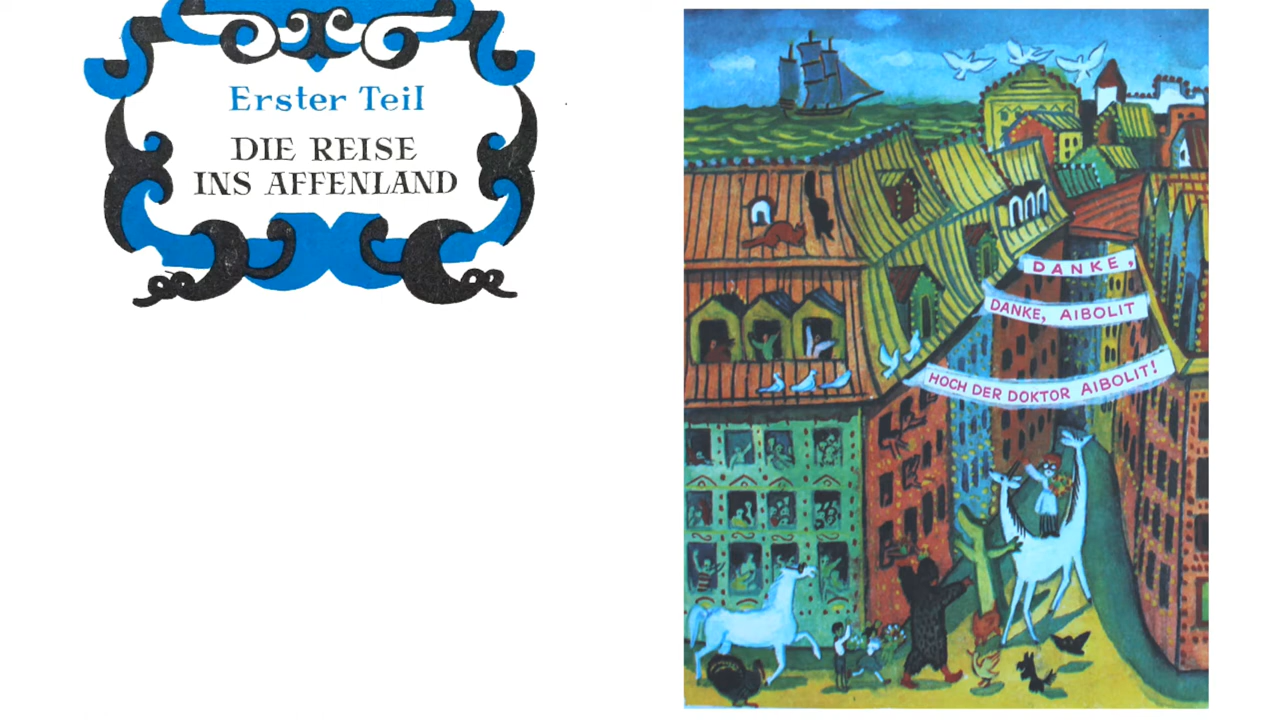 Erster Teil
DIE REISE
INS AFFENLAND
DANKE,
DANKE, AIBOLIT
HOCH DER DOKTOR AIBOLIT!